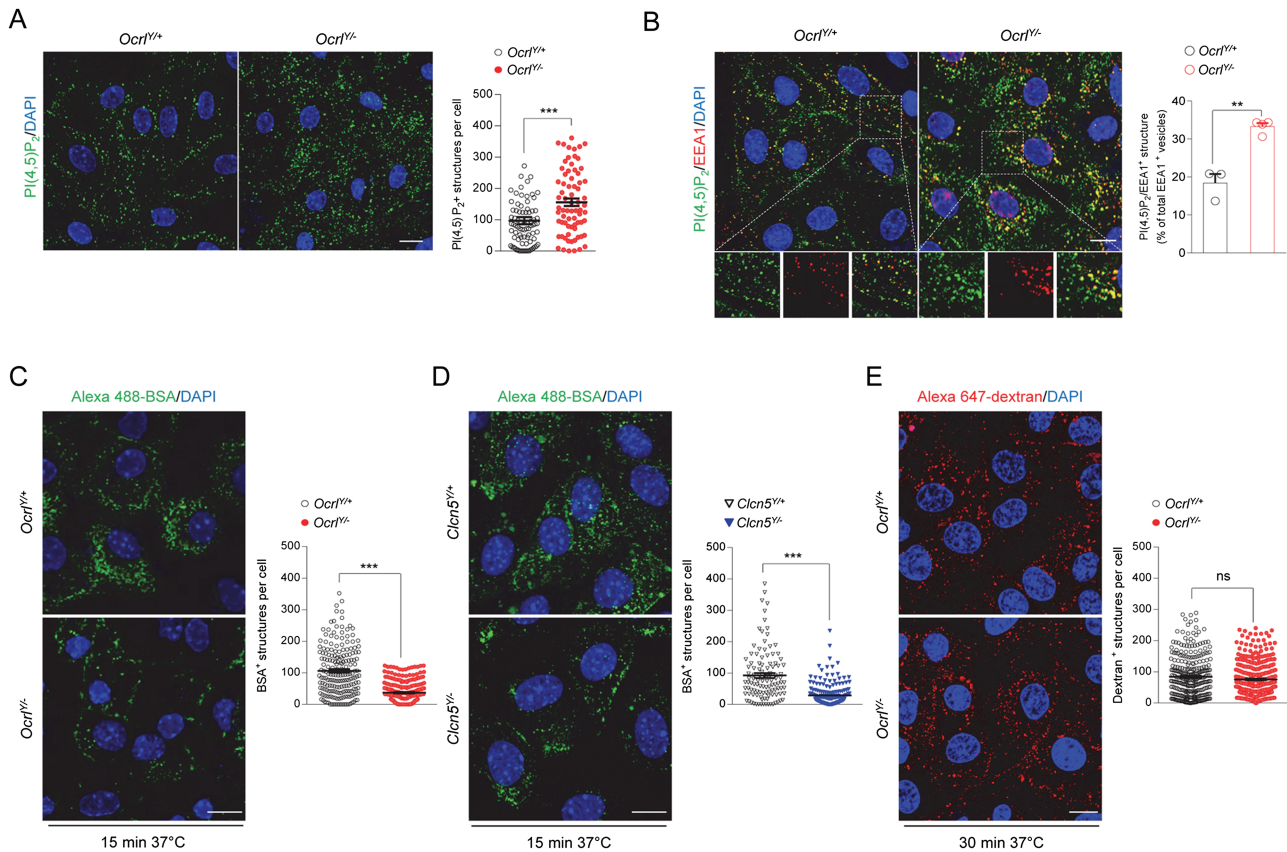 A
Ocrl^Y/+
Ocrl^Y/-
PI(4,5)P₂/DAPI
Ocrl^Y/+
Ocrl^Y/-
***
PI(4,5) P₂+ structures per cell
500
400
300
200
100
0
B
Ocrl^Y/+
Ocrl^Y/-
PI(4,5)P₂/EEA1/DAPI
Ocrl^Y/+
Ocrl^Y/-
**
PI(4,5)P₂/EEA1⁺ structure
(% of total EEA1⁺ vesicles)
40
30
20
10
0
C
Alexa 488-BSA/DAPI
Ocrl^Y/+
Ocrl^Y/-
15 min 37°C
Ocrl^Y/+
Ocrl^Y/-
***
BSA⁺ structures per cell
500
400
300
200
100
0
D
Alexa 488-BSA/DAPI
Clcn5^Y/+
Clcn5^Y/-
15 min 37°C
Clcn5^Y/+
Clcn5^Y/-
***
BSA⁺ structures per cell
500
400
300
200
100
0
E
Alexa 647-dextran/DAPI
Ocrl^Y/+
Ocrl^Y/-
30 min 37°C
Ocrl^Y/+
Ocrl^Y/-
ns
Dextran⁺ structures per cell
500
400
300
200
100
0